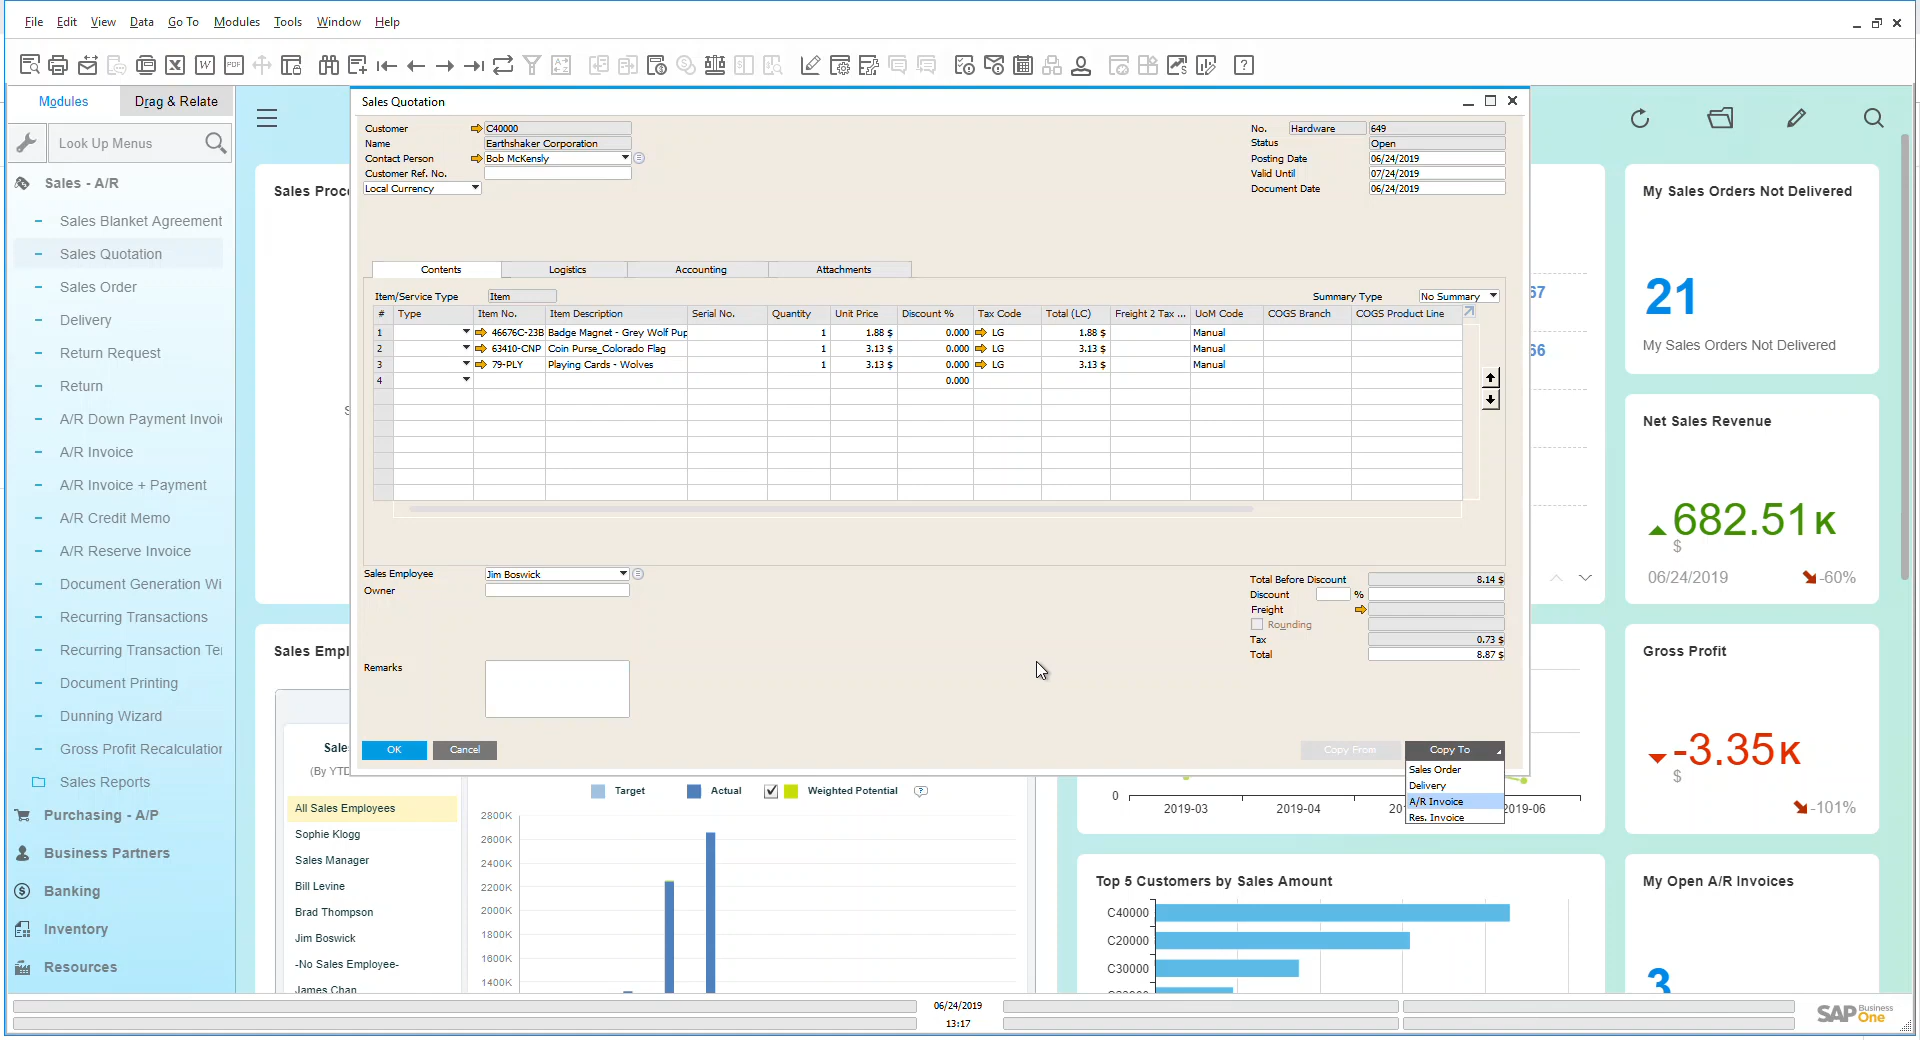 File Edit View Data Go To Modules Tools Window Help
Modules
Drag & Relate
Look Up Menus
Sales - A/R
Sales Blanket Agreement
Sales Quotation
Sales Order
Delivery
Return Request
Return
A/R Down Payment Invoi
A/R Invoice
A/R Invoice + Payment
A/R Credit Memo
A/R Reserve Invoice
Document Generation Wi
Recurring Transactions
Recurring Transaction Te
Document Printing
Dunning Wizard
Gross Profit Recalculation
Sales Reports
Purchasing - A/P
Business Partners
Banking
Inventory
Resources
Sales Proc
Sales Quotation
Customer C40000
Name Earthshaker Corporation
Contact Person Bob McKensly
Customer Ref. No.
Local Currency
No. Hardware 649
Status Open
Posting Date 06/24/2019
Valid Until 07/24/2019
Document Date 06/24/2019
Contents Logistics Accounting Attachments
Item/Service Type Item
Summary Type No Summary
# Type Item No. Item Description Serial No. Quantity Unit Price Discount % Tax Code Total (LC) Freight 2 Tax ... UoM Code COGS Branch COGS Product Line
1 46676C-23B Badge Magnet - Grey Wolf Pup 1 1.88 $ 0.000 LG 1.88 $ Manual
2 63410-CNP Coin Purse_Colorado Flag 1 3.13 $ 0.000 LG 3.13 $ Manual
3 79-PLY Playing Cards - Wolves 1 3.13 $ 0.000 LG 3.13 $ Manual
4 0.000
Sales Employee Jim Boswick
Owner
Remarks
Total Before Discount 8.14 $
Discount %
Freight
Rounding
Tax 0.73 $
Total 8.87 $
OK
Cancel
Copy From
Copy To
Sales Order
Delivery
A/R Invoice
Res. Invoice
67
66
My Sales Orders Not Delivered
21
My Sales Orders Not Delivered
Net Sales Revenue
682.51K
$
06/24/2019 -60%
Gross Profit
-3.35K
$
-101%
My Open A/R Invoices
3
Sales Empl
Sale
(By YTD
All Sales Employees
Sophie Klogg
Sales Manager
Bill Levine
Brad Thompson
Jim Boswick
-No Sales Employee-
James Chan
Target Actual Weighted Potential
2800K
2600K
2400K
2200K
2000K
1800K
1600K
1400K
0
2019-03 2019-04 20 2019-06
Top 5 Customers by Sales Amount
C40000
C20000
C30000
06/24/2019
13:17
SAP Business One